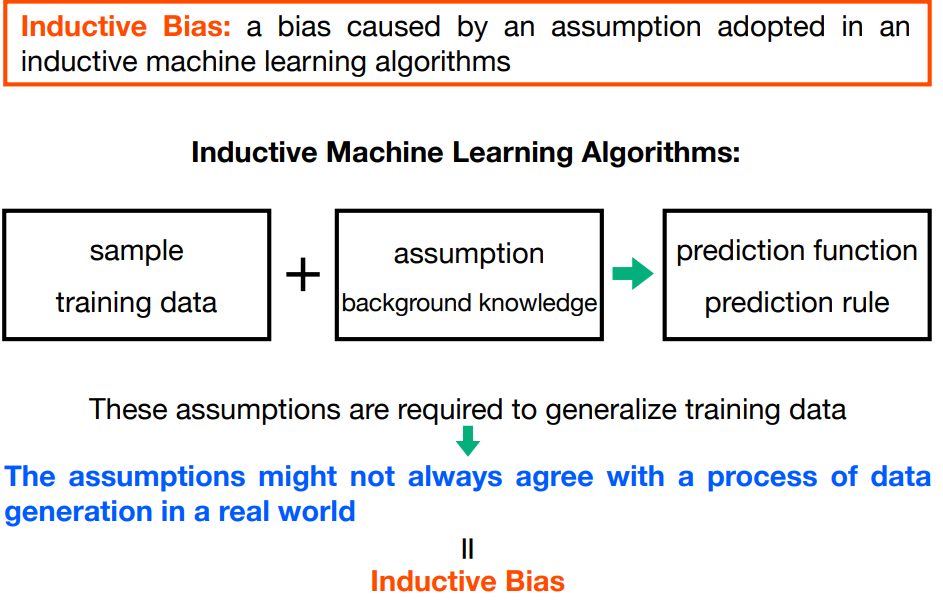 Inductive Bias: a bias caused by an assumption adopted in an
inductive machine learning algorithms
Inductive Machine Learning Algorithms:
sample
training data
+
assumption
background knowledge
prediction function
prediction rule
These assumptions are required to generalize training data
The assumptions might not always agree with a process of data
generation in a real world
=
Inductive Bias